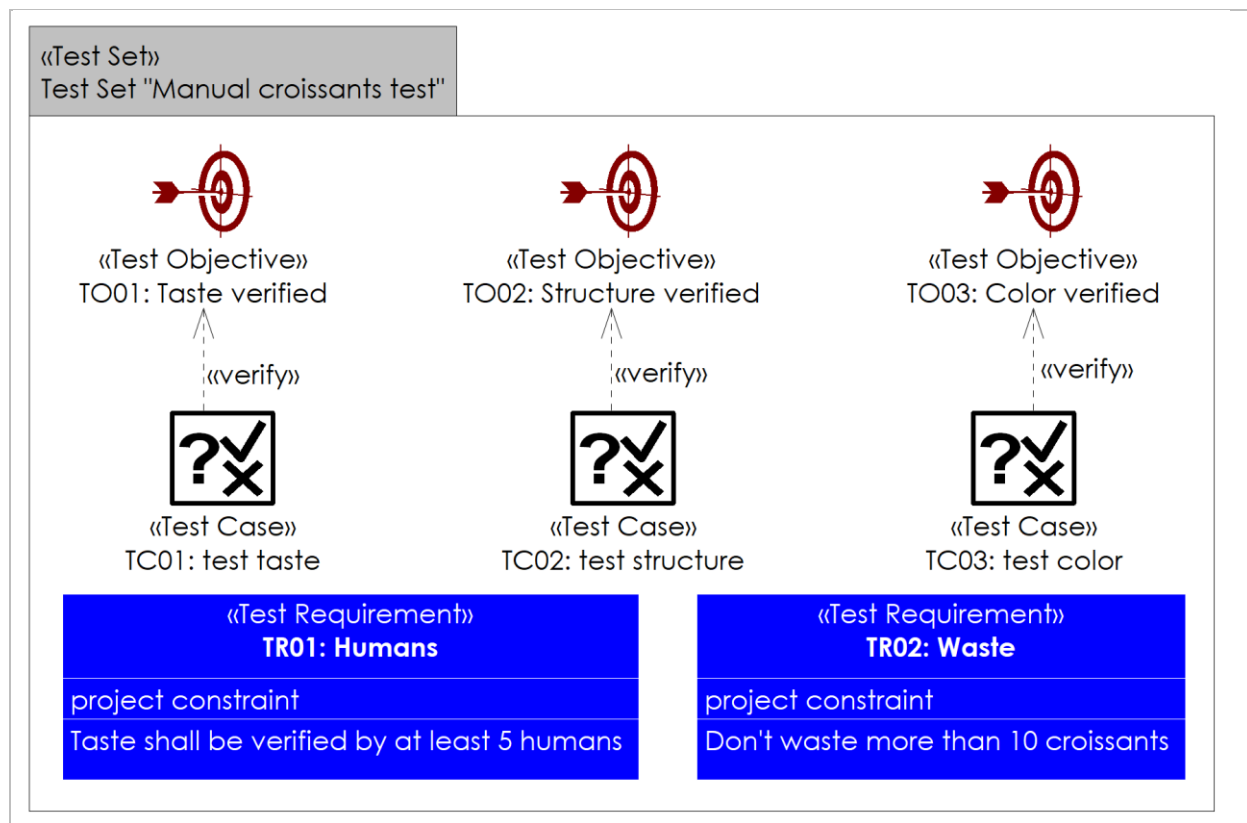 «Test Set»
Test Set "Manual croissants test"
«Test Objective»
TO01: Taste verified
«Test Objective»
TO02: Structure verified
«Test Objective»
TO03: Color verified
«verify»
«verify»
«verify»
«Test Case»
TC01: test taste
«Test Case»
TC02: test structure
«Test Case»
TC03: test color
«Test Requirement»
TR01: Humans
project constraint
Taste shall be verified by at least 5 humans
«Test Requirement»
TR02: Waste
project constraint
Don't waste more than 10 croissants